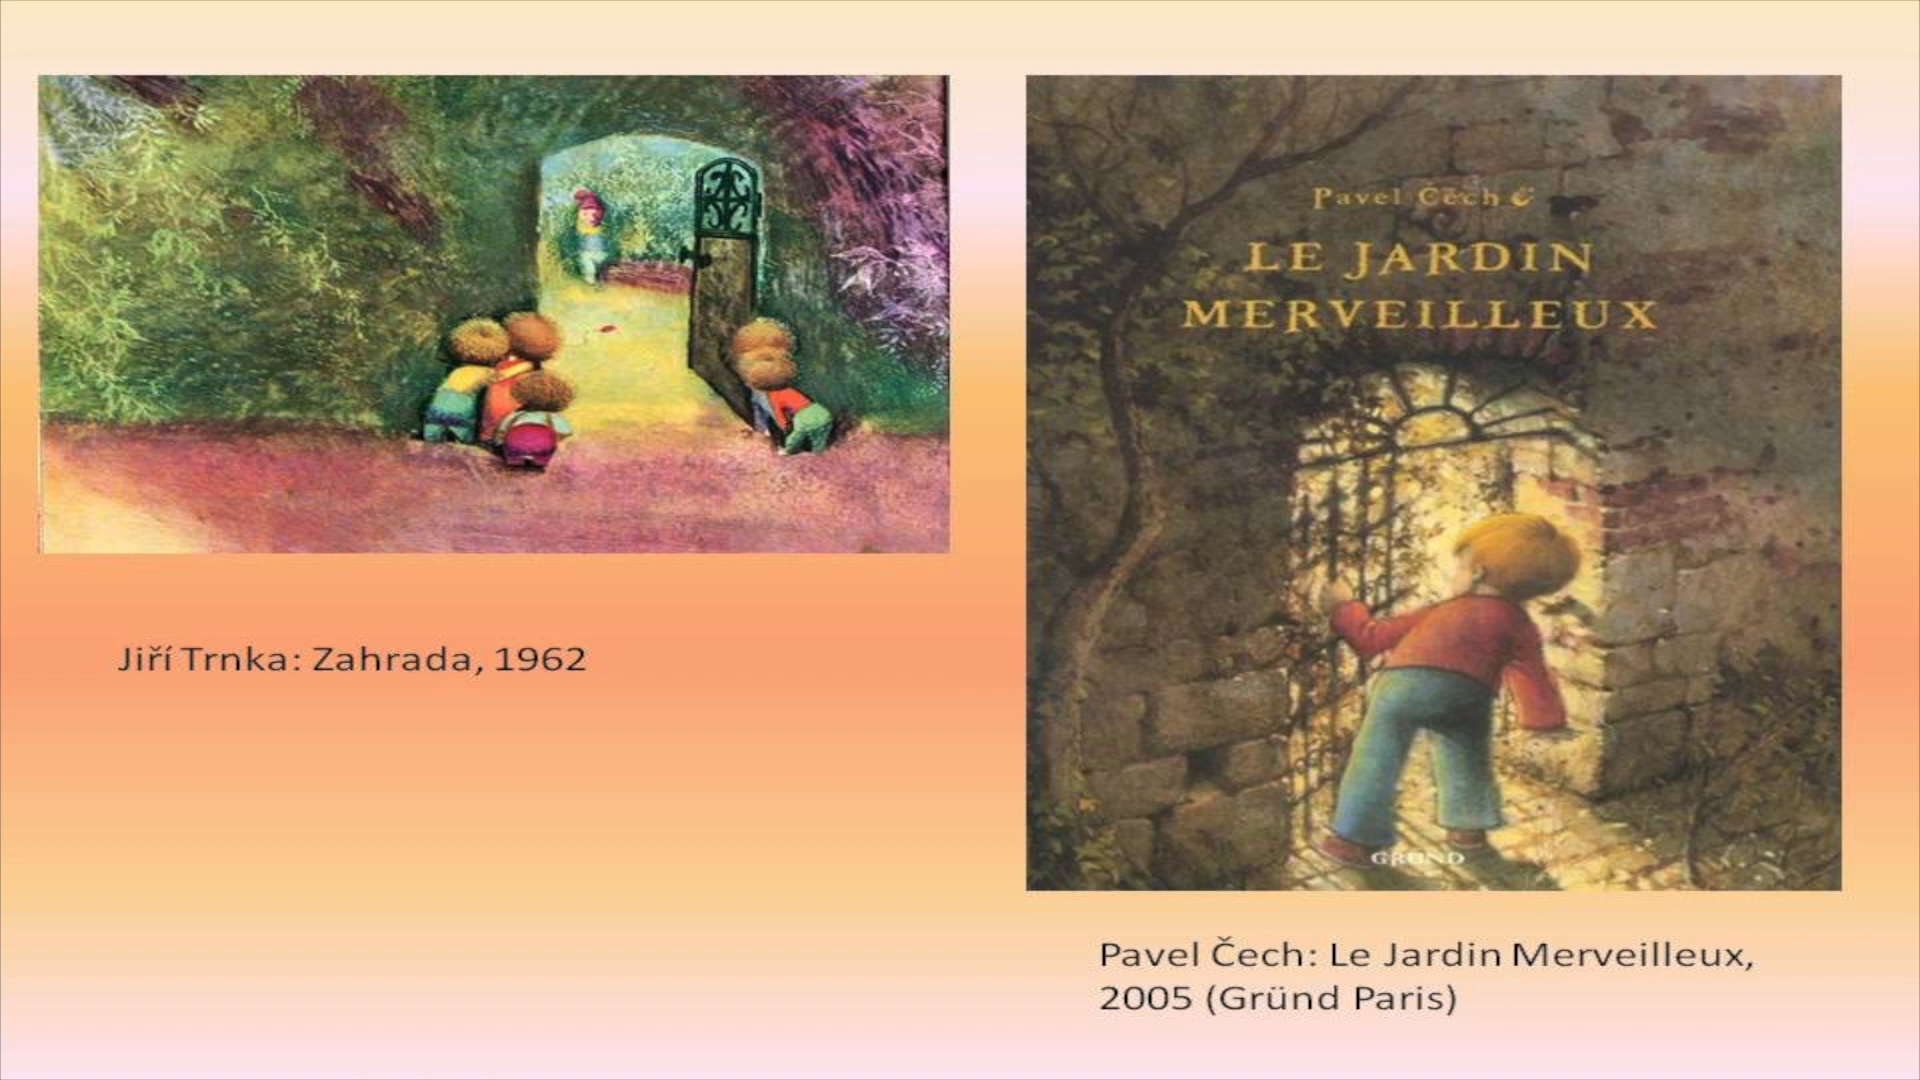 Pavel Čech
LE JARDIN
MERVEILLEUX
GRÜND
Jiří Trnka: Zahrada, 1962
Pavel Čech: Le Jardin Merveilleux,
2005 (Gründ Paris)